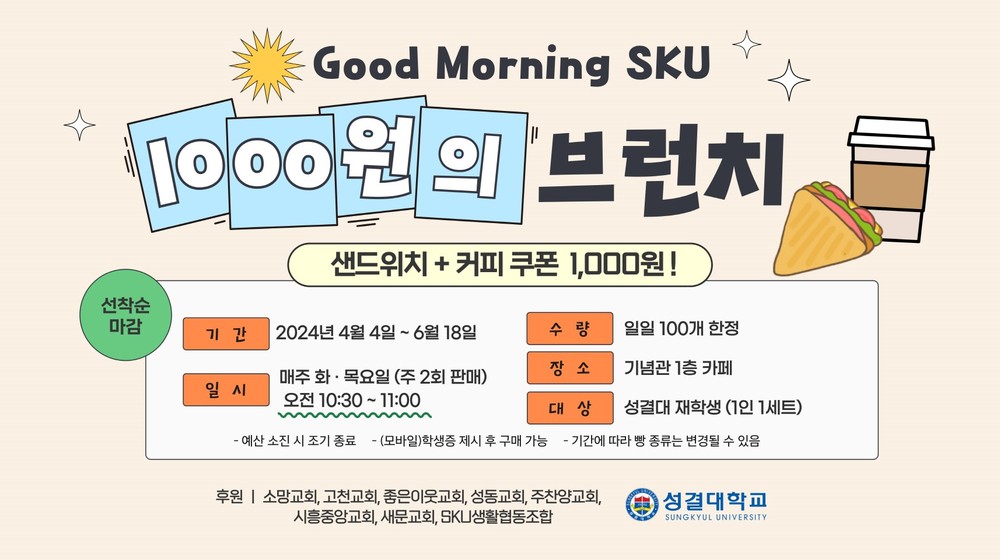 Good Morning SKU
1000원의 브런치
샌드위치 + 커피 쿠폰 1,000원!
선착순
마감
기 간 2024년 4월 4일 ~ 6월 18일
일 시 매주 화 · 목요일 (주 2회 판매)
오전 10:30 ~ 11:00
수 량 일일 100개 한정
장 소 기념관 1층 카페
대 상 성결대 재학생 (1인 1세트)
- 예산 소진 시 조기 종료 - (모바일)학생증 제시 후 구매 가능 - 기간에 따라 빵 종류는 변경될 수 있음
후원 | 소망교회, 고천교회, 좋은이웃교회, 성동교회, 주찬양교회,
시흥중앙교회, 새문교회, SKU생활협동조합
성결대학교
SUNGKYUL UNIVERSITY